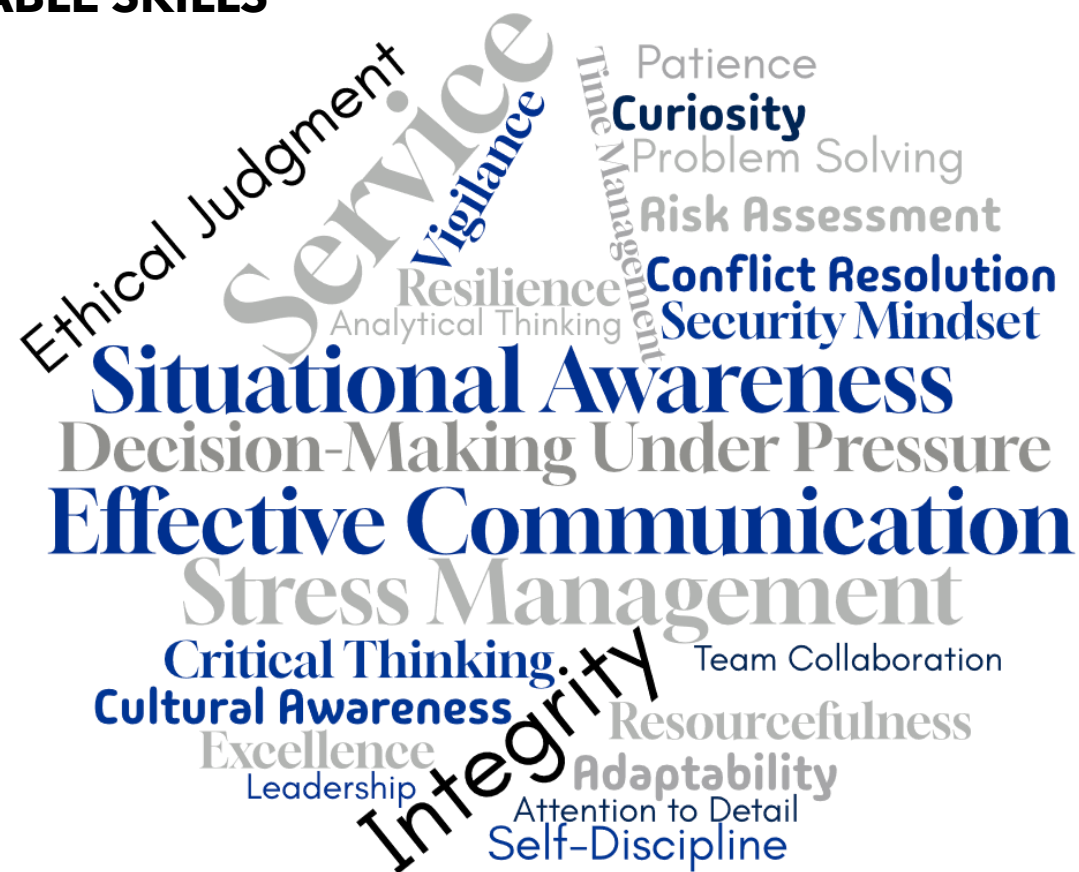 ABLE SKILLS
Ethical Judgment
Service
Vigilance
Time Management
Patience
Curiosity
Problem Solving
Risk Assessment
Conflict Resolution
Resilience
Analytical Thinking
Security Mindset
Situational Awareness
Decision-Making Under Pressure
Effective Communication
Stress Management
Critical Thinking
Team Collaboration
Cultural Awareness
Integrity
Resourcefulness
Excellence
Adaptability
Leadership
Attention to Detail
Self-Discipline